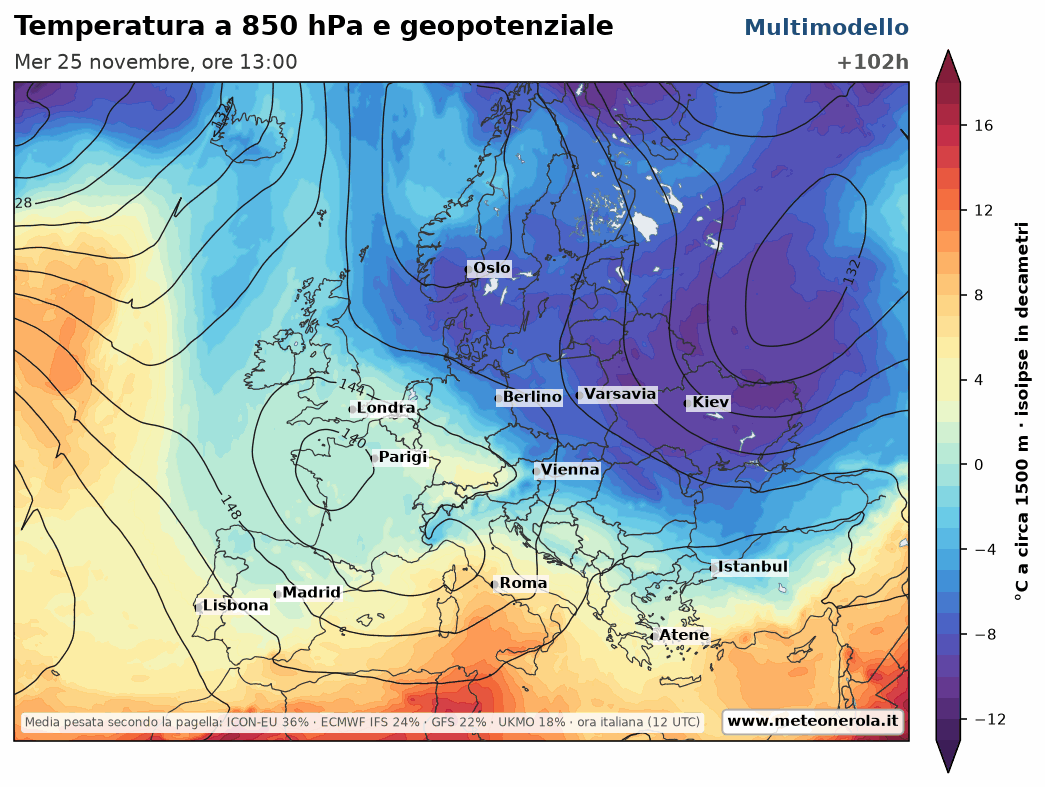 Temperatura a 850 hPa e geopotenziale
Multimodello
Mer 25 novembre, ore 13:00
+102h
28
132
Oslo
144
Londra
Berlino
Varsavia
Kiev
140
Parigi
Vienna
148
Istanbul
Madrid
Roma
Lisbona
Atene
Media pesata secondo la pagella: ICON-EU 36% · ECMWF IFS 24% · GFS 22% · UKMO 18% · ora italiana (12 UTC)
www.meteonerola.it
16
12
8
4
0
−4
−8
−12
°C a circa 1500 m · isoipse in decametri